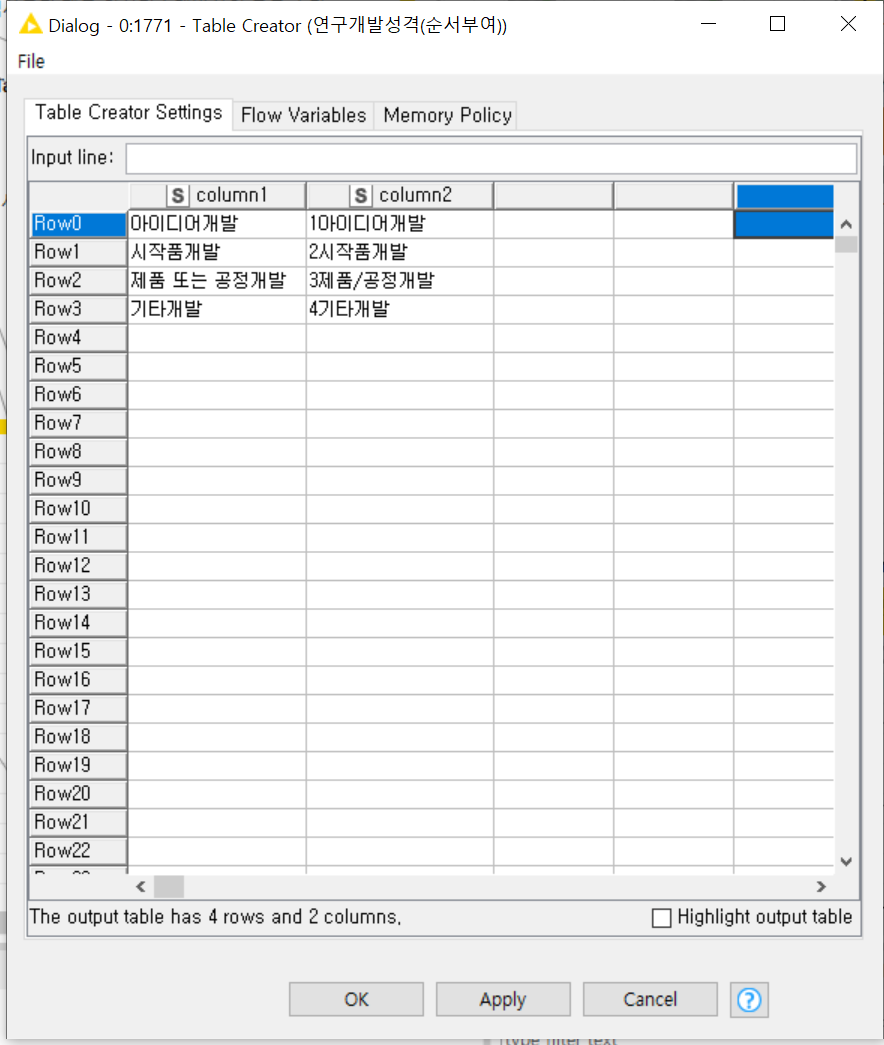 Dialog - 0:1771 - Table Creator (연구개발성격(순서부여))
File
Table Creator Settings Flow Variables Memory Policy
Input line:
S column1 S column2
Row0 아이디어개발 1아이디어개발
Row1 시작품개발 2시작품개발
Row2 제품 또는 공정개발 3제품/공정개발
Row3 기타개발 4기타개발
Row4
Row5
Row6
Row7
Row8
Row9
Row10
Row11
Row12
Row13
Row14
Row15
Row16
Row17
Row18
Row19
Row20
Row21
Row22
The output table has 4 rows and 2 columns. Highlight output table
OK Apply Cancel ?
type filter text